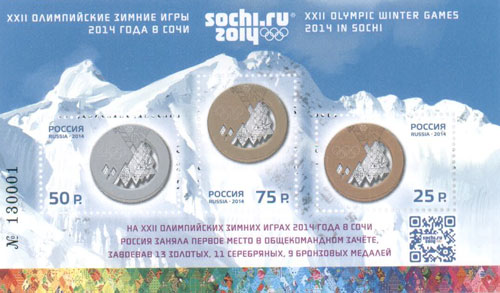 XXII ОЛИМПИЙСКИЕ ЗИМНИЕ ИГРЫ
2014 ГОДА В СОЧИ
sochi.ru
2014
XXII OLYMPIC WINTER GAMES
2014 IN SOCHI
РОССИЯ
RUSSIA · 2014
50 Р.
РОССИЯ
RUSSIA · 2014
75 Р.
РОССИЯ
RUSSIA · 2014
25 Р.
№ 130001
НА XXII ОЛИМПИЙСКИХ ЗИМНИХ ИГРАХ 2014 ГОДА В СОЧИ
РОССИЯ ЗАНЯЛА ПЕРВОЕ МЕСТО В ОБЩЕКОМАНДНОМ ЗАЧЁТЕ,
ЗАВОЕВАВ 13 ЗОЛОТЫХ, 11 СЕРЕБРЯНЫХ, 9 БРОНЗОВЫХ МЕДАЛЕЙ